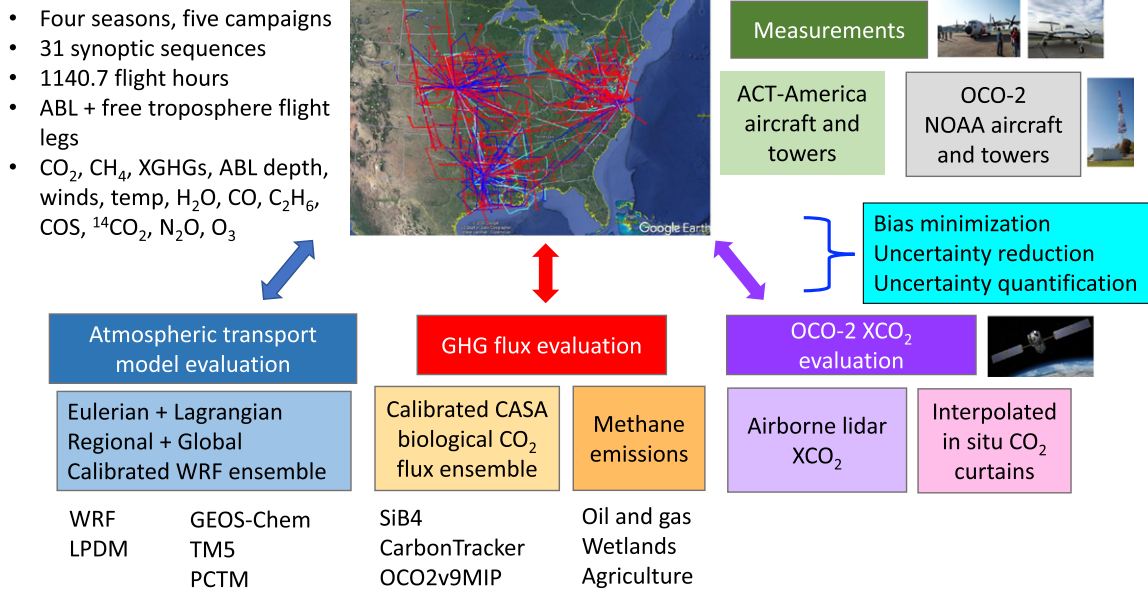 • Four seasons, five campaigns
• 31 synoptic sequences
• 1140.7 flight hours
• ABL + free troposphere flight
legs
• CO₂, CH₄, XGHGs, ABL depth,
winds, temp, H₂O, CO, C₂H₆,
COS, ¹⁴CO₂, N₂O, O₃
Google Earth
Measurements
ACT-America
aircraft and
towers
OCO-2
NOAA aircraft
and towers
Bias minimization
Uncertainty reduction
Uncertainty quantification
Atmospheric transport
model evaluation
Eulerian + Lagrangian
Regional + Global
Calibrated WRF ensemble
WRF
LPDM
GEOS-Chem
TM5
PCTM
GHG flux evaluation
Calibrated CASA
biological CO₂
flux ensemble
SiB4
CarbonTracker
OCO2v9MIP
Methane
emissions
Oil and gas
Wetlands
Agriculture
OCO-2 XCO₂
evaluation
Airborne lidar
XCO₂
Interpolated
in situ CO₂
curtains